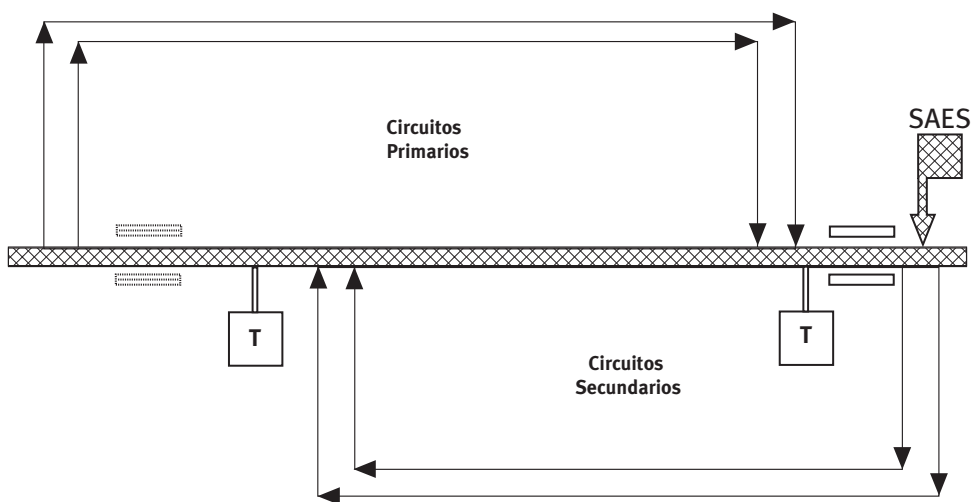 Circuitos
Primarios
SAES
T
T
Circuitos
Secundarios